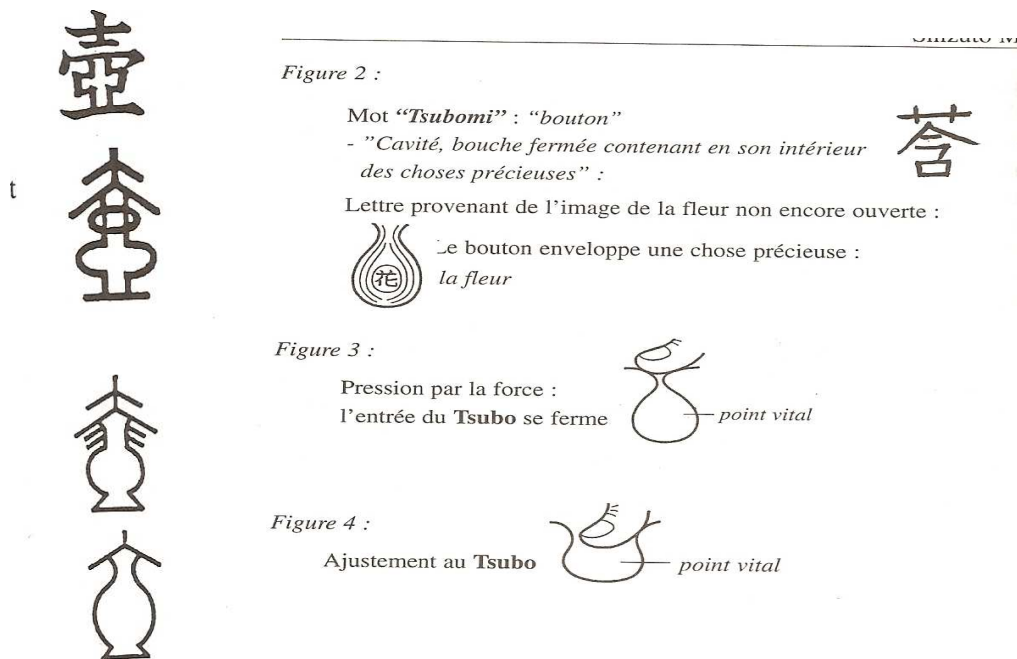 壺
t
Figure 2 :
Mot “Tsubomi” : “bouton”
- ”Cavité, bouche fermée contenant en son intérieur
des choses précieuses” :
莟
Lettre provenant de l’image de la fleur non encore ouverte :
e bouton enveloppe une chose précieuse :
花
la fleur
Figure 3 :
Pression par la force :
l’entrée du Tsubo se ferme
point vital
Figure 4 :
Ajustement au Tsubo
point vital